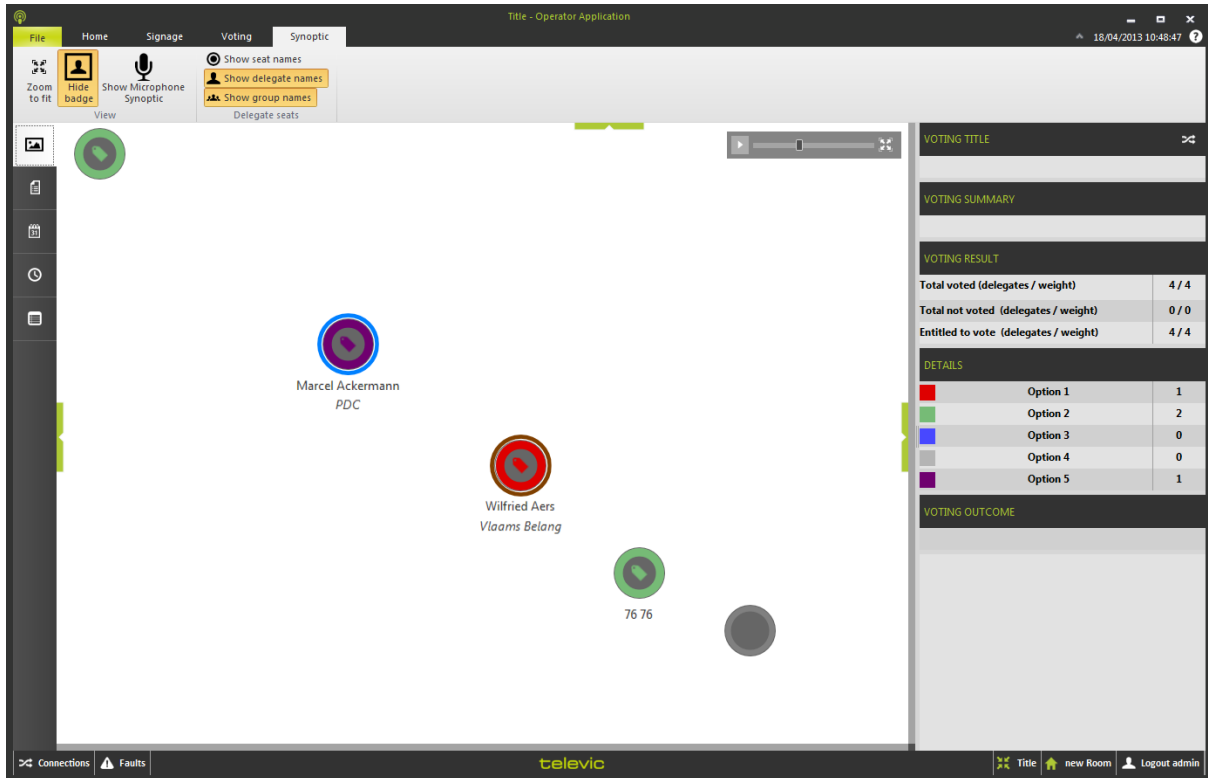 Title - Operator Application
File Home Signage Voting Synoptic
18/04/2013 10:48:47 ?
Zoom to fit
Hide badge
Show Microphone Synoptic
View
Show seat names
Show delegate names
Show group names
Delegate seats
31
Marcel Ackermann
PDC
Wilfried Aers
Vlaams Belang
76 76
VOTING TITLE
VOTING SUMMARY
VOTING RESULT
Total voted (delegates / weight) 4 / 4
Total not voted (delegates / weight) 0 / 0
Entitled to vote (delegates / weight) 4 / 4
DETAILS
Option 1 1
Option 2 2
Option 3 0
Option 4 0
Option 5 1
VOTING OUTCOME
Connections Faults televic Title new Room Logout admin